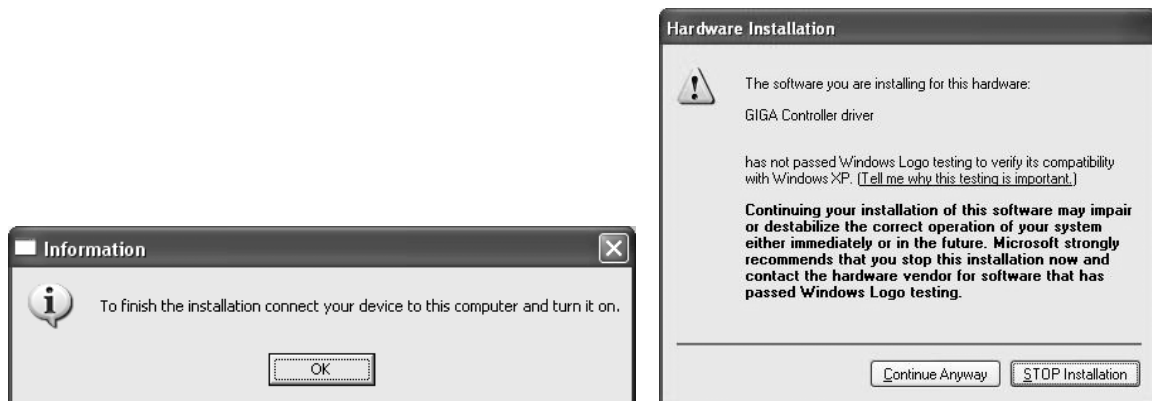 Information
To finish the installation connect your device to this computer and turn it on.
OK
Hardware Installation
The software you are installing for this hardware:
GIGA Controller driver
has not passed Windows Logo testing to verify its compatibility
with Windows XP. (Tell me why this testing is important.)
Continuing your installation of this software may impair
or destabilize the correct operation of your system
either immediately or in the future. Microsoft strongly
recommends that you stop this installation now and
contact the hardware vendor for software that has
passed Windows Logo testing.
Continue Anyway
STOP Installation